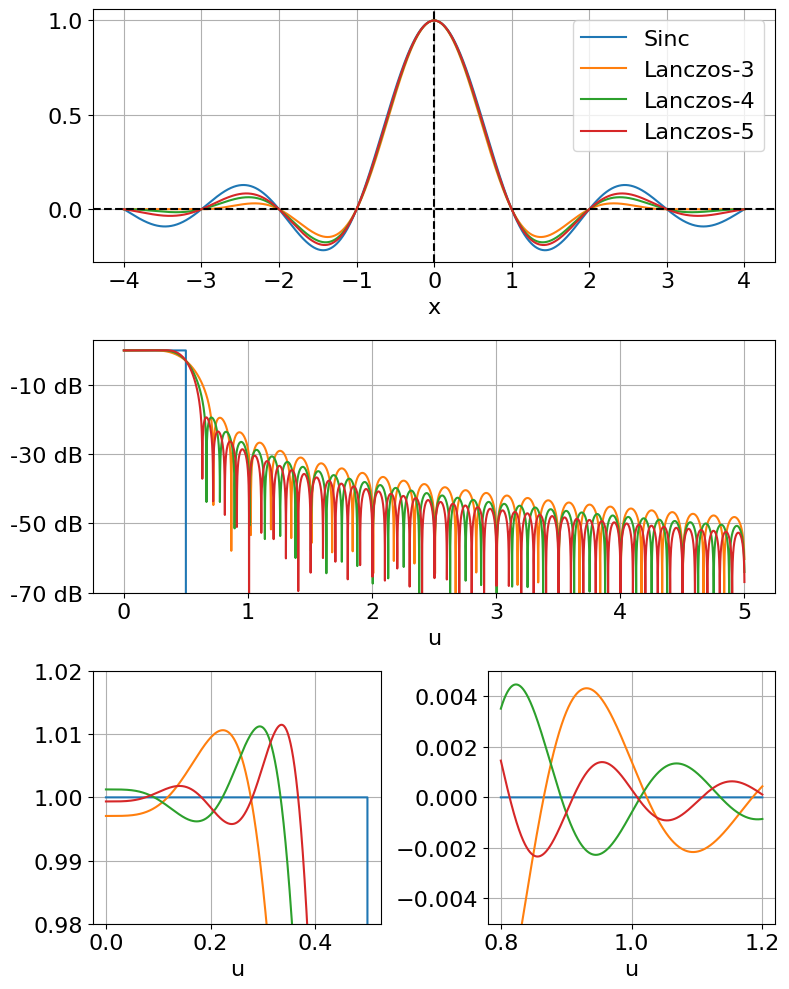 1.0
0.5
0.0
Sinc
Lanczos-3
Lanczos-4
Lanczos-5
−4 −3 −2 −1 0 1 2 3 4
x
-10 dB
-30 dB
-50 dB
-70 dB
0 1 2 3 4 5
u
1.02
1.01
1.00
0.99
0.98
0.0 0.2 0.4
u
0.004
0.002
0.000
−0.002
−0.004
0.8 1.0 1.2
u